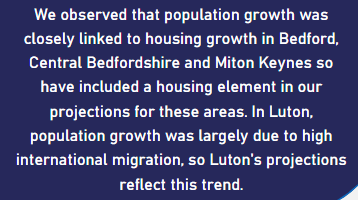 We observed that population growth was
closely linked to housing growth in Bedford,
Central Bedfordshire and Miton Keynes so
have included a housing element in our
projections for these areas. In Luton,
population growth was largely due to high
international migration, so Luton's projections
reflect this trend.